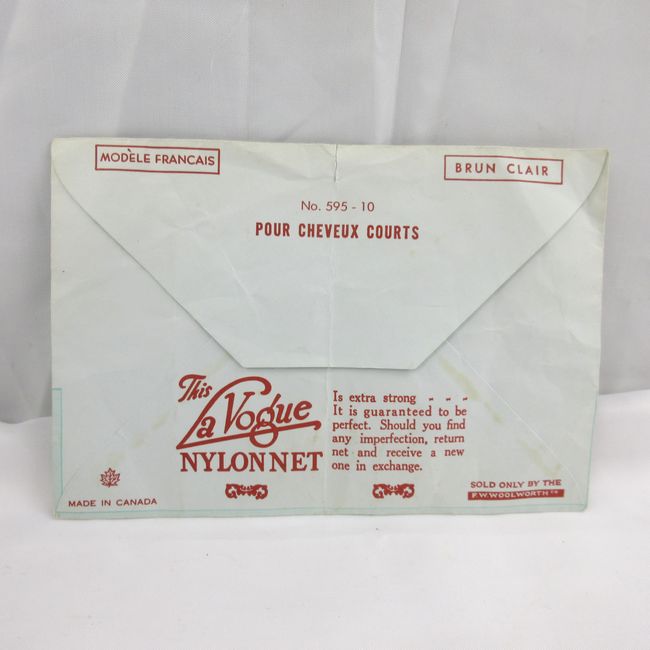 MODÈLE FRANCAIS
BRUN CLAIR
No. 595 - 10
POUR CHEVEUX COURTS
This
La Vogue
NYLONNET
Is extra strong - - -
It is guaranteed to be
perfect. Should you find
any imperfection, return
net and receive a new
one in exchange.
MADE IN CANADA
SOLD ONLY BY THE
F.W.WOOLWORTH CO